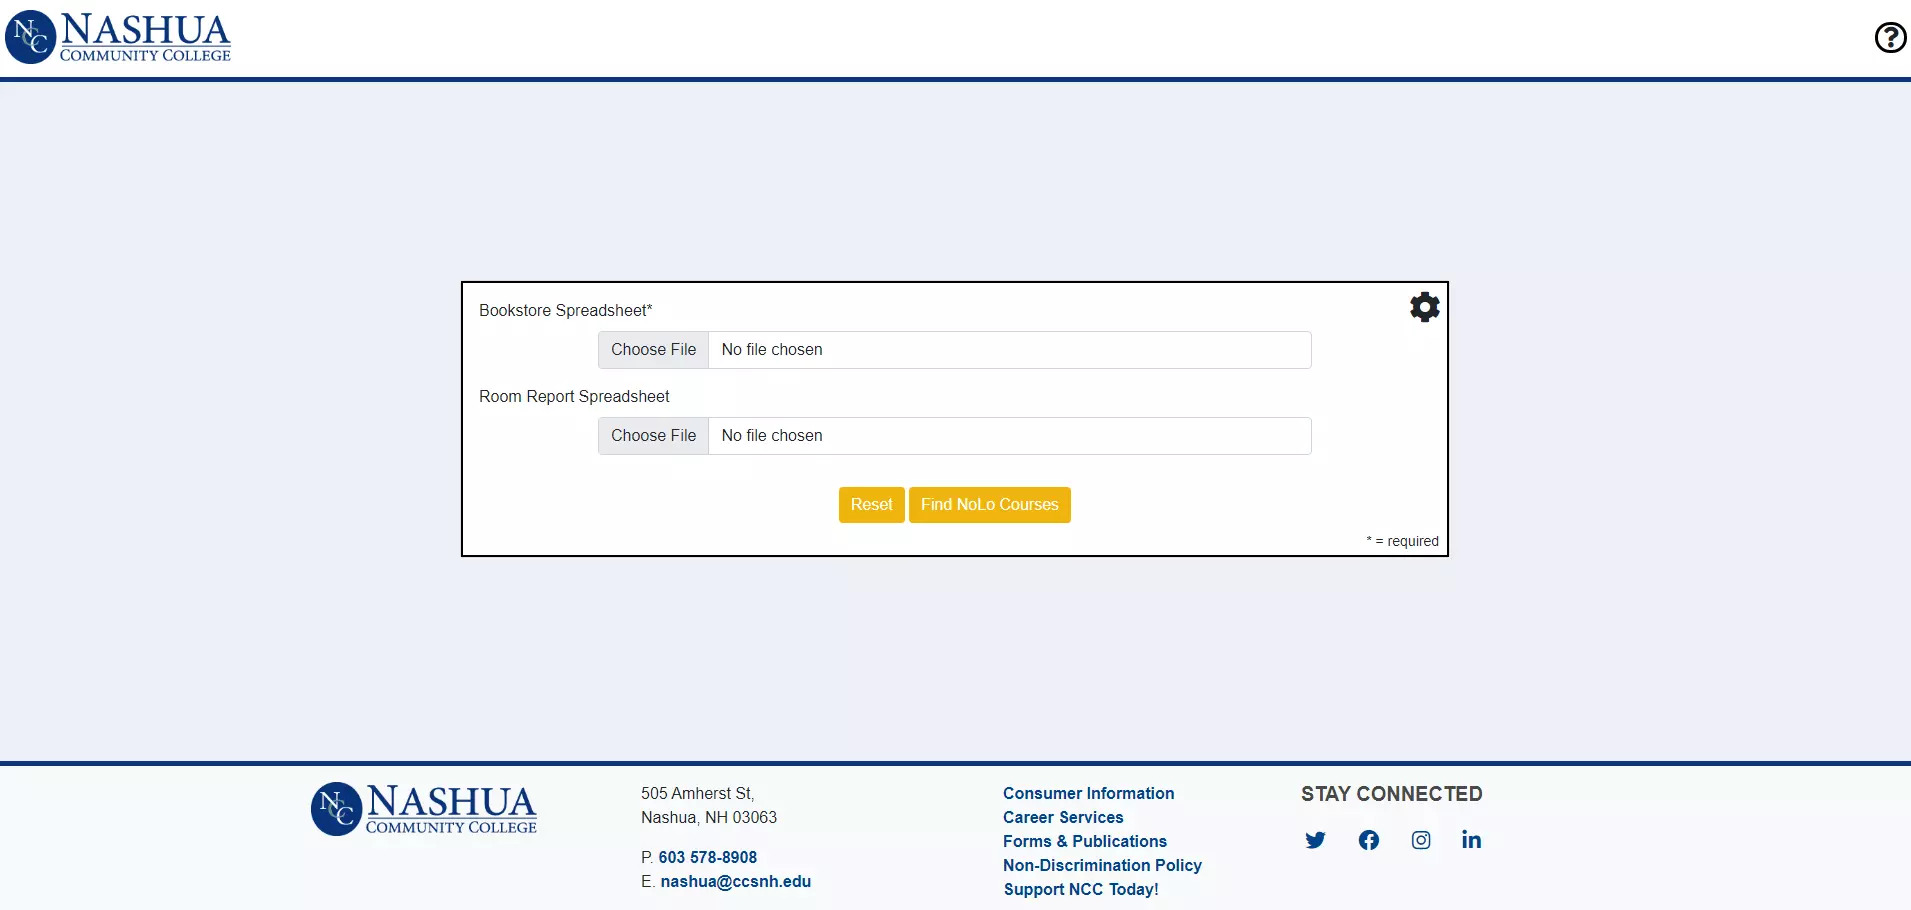 NCC NASHUA
COMMUNITY COLLEGE
?
Bookstore Spreadsheet*
Choose File No file chosen
Room Report Spreadsheet
Choose File No file chosen
Reset Find NoLo Courses
* = required
NCC NASHUA
COMMUNITY COLLEGE
505 Amherst St,
Nashua, NH 03063
P. 603 578-8908
E. nashua@ccsnh.edu
Consumer Information
Career Services
Forms & Publications
Non-Discrimination Policy
Support NCC Today!
STAY CONNECTED